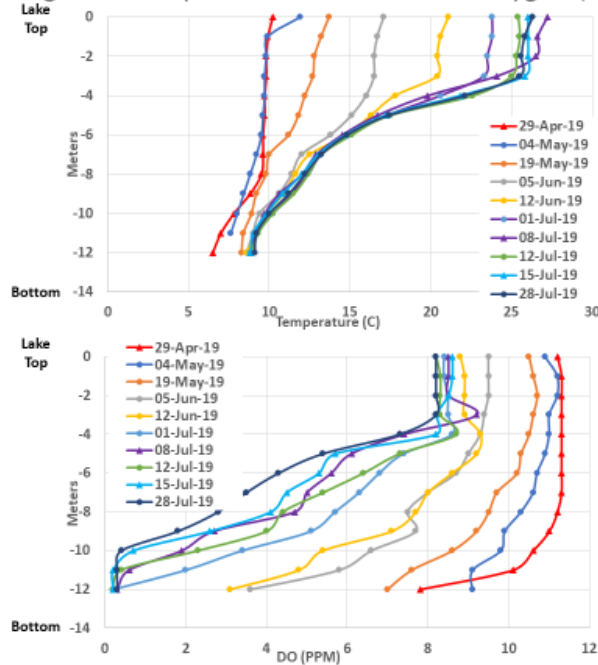 Lake
Top
0 5 10 15 20 25 30
0
-2
-4
-6
-8
-10
-12
-14
Meters
Bottom
Temperature (C)
29-Apr-19
04-May-19
19-May-19
05-Jun-19
12-Jun-19
01-Jul-19
08-Jul-19
12-Jul-19
15-Jul-19
28-Jul-19
Lake
Top
0
-2
-4
-6
-8
-10
-12
-14
Meters
Bottom
29-Apr-19
04-May-19
19-May-19
05-Jun-19
12-Jun-19
01-Jul-19
08-Jul-19
12-Jul-19
15-Jul-19
28-Jul-19
0 2 4 6 8 10 12
DO (PPM)